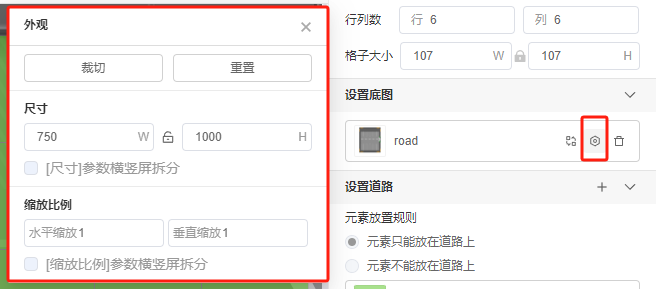 外观
裁切 重置
尺寸
750 W 1000 H
[尺寸]参数横竖屏拆分
缩放比例
水平缩放1 垂直缩放1
[缩放比例]参数横竖屏拆分
行列数 行 6 列 6
格子大小 107 W 107 H
设置底图
road
设置道路
元素放置规则
元素只能放在道路上
元素不能放在道路上